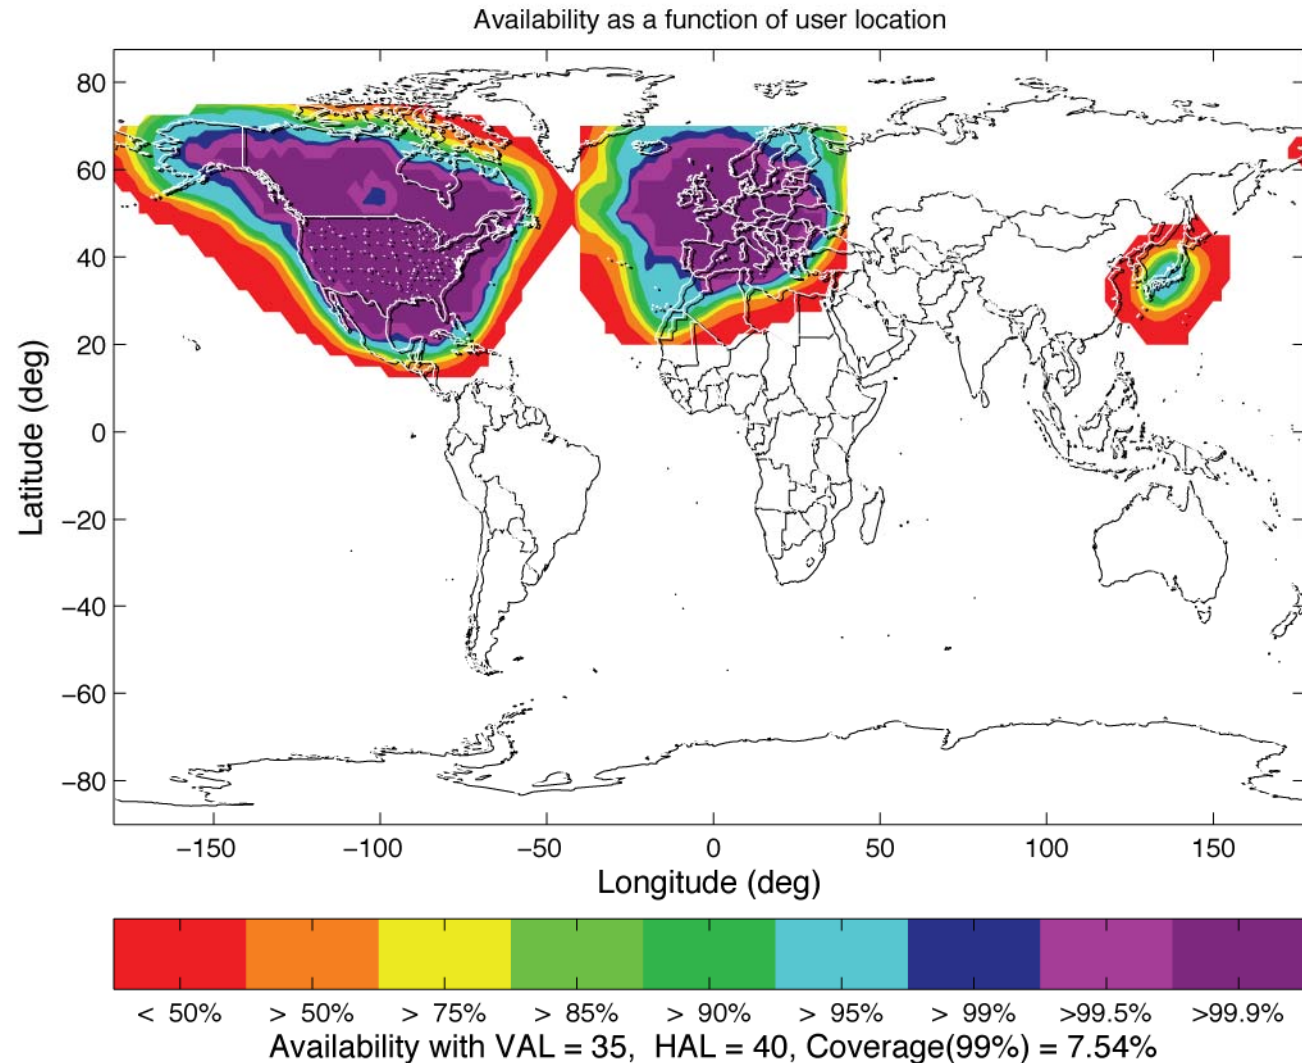 Availability as a function of user location
80
60
40
20
0
−20
−40
−60
−80
Latitude (deg)
−150 −100 −50 0 50 100 150
Longitude (deg)
< 50% > 50% > 75% > 85% > 90% > 95% > 99% >99.5% >99.9%
Availability with VAL = 35, HAL = 40, Coverage(99%) = 7.54%